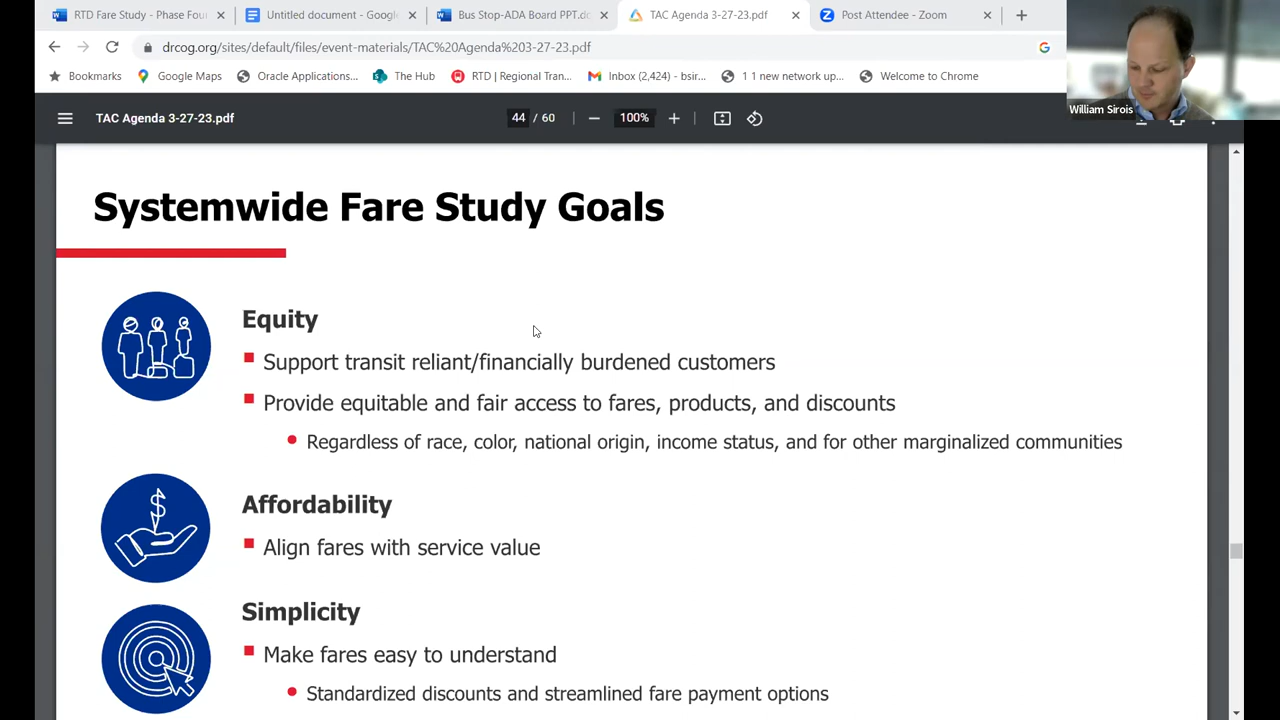 RTD Fare Study - Phase Four
Untitled document - Google
Bus Stop-ADA Board PPT.do
TAC Agenda 3-27-23.pdf
Post Attendee - Zoom
drcog.org/sites/default/files/event-materials/TAC%20Agenda%203-27-23.pdf
Bookmarks
Google Maps
Oracle Applications...
The Hub
RTD | Regional Tran...
Inbox (2,424) - bsir...
1 1 new network up...
Welcome to Chrome
William Sirois
TAC Agenda 3-27-23.pdf
44 / 60
100%
Systemwide Fare Study Goals
Equity
Support transit reliant/financially burdened customers
Provide equitable and fair access to fares, products, and discounts
Regardless of race, color, national origin, income status, and for other marginalized communities
Affordability
Align fares with service value
Simplicity
Make fares easy to understand
Standardized discounts and streamlined fare payment options